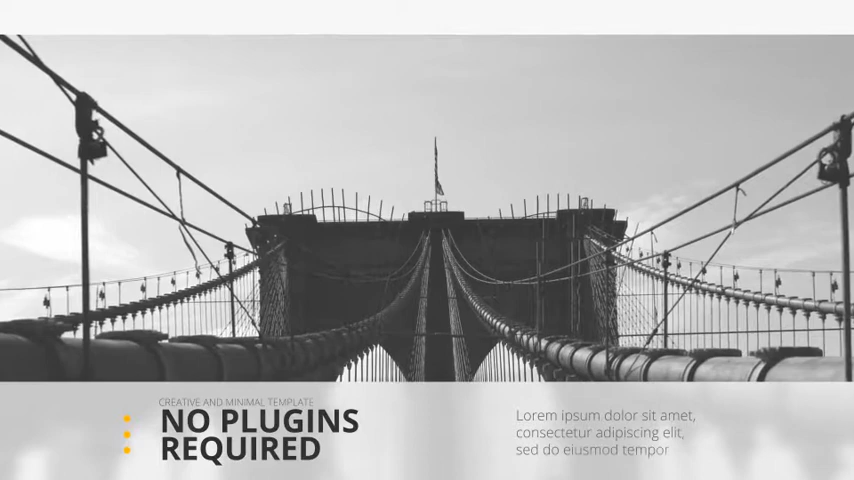 CREATIVE AND MINIMAL TEMPLATE
NO PLUGINS
REQUIRED
Lorem ipsum dolor sit amet,
consectetur adipiscing elit,
sed do eiusmod tempor